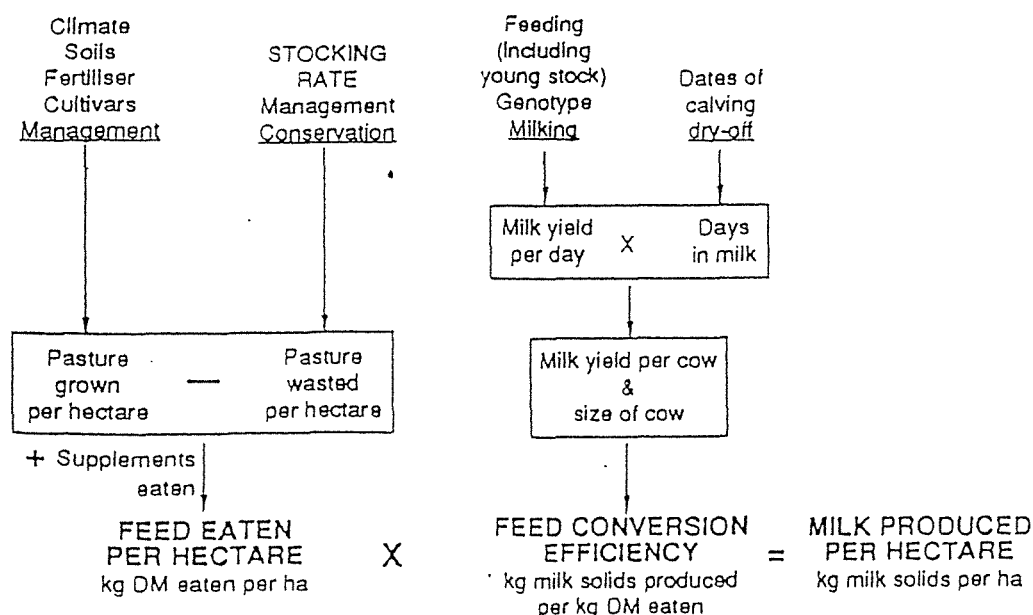 Climate
Soils
Fertiliser
Cultivars
Management
STOCKING
RATE
Management
Conservation
Feeding
(Including
young stock)
Genotype
Milking
Dates of
calving
dry-off
Milk yield
per day
X
Days
in milk
Pasture
grown
per hectare
—
Pasture
wasted
per hectare
Milk yield per cow
&
size of cow
+ Supplements
eaten
FEED EATEN
PER HECTARE
kg DM eaten per ha
X
FEED CONVERSION
EFFICIENCY
kg milk solids produced
per kg DM eaten
=
MILK PRODUCED
PER HECTARE
kg milk solids per ha